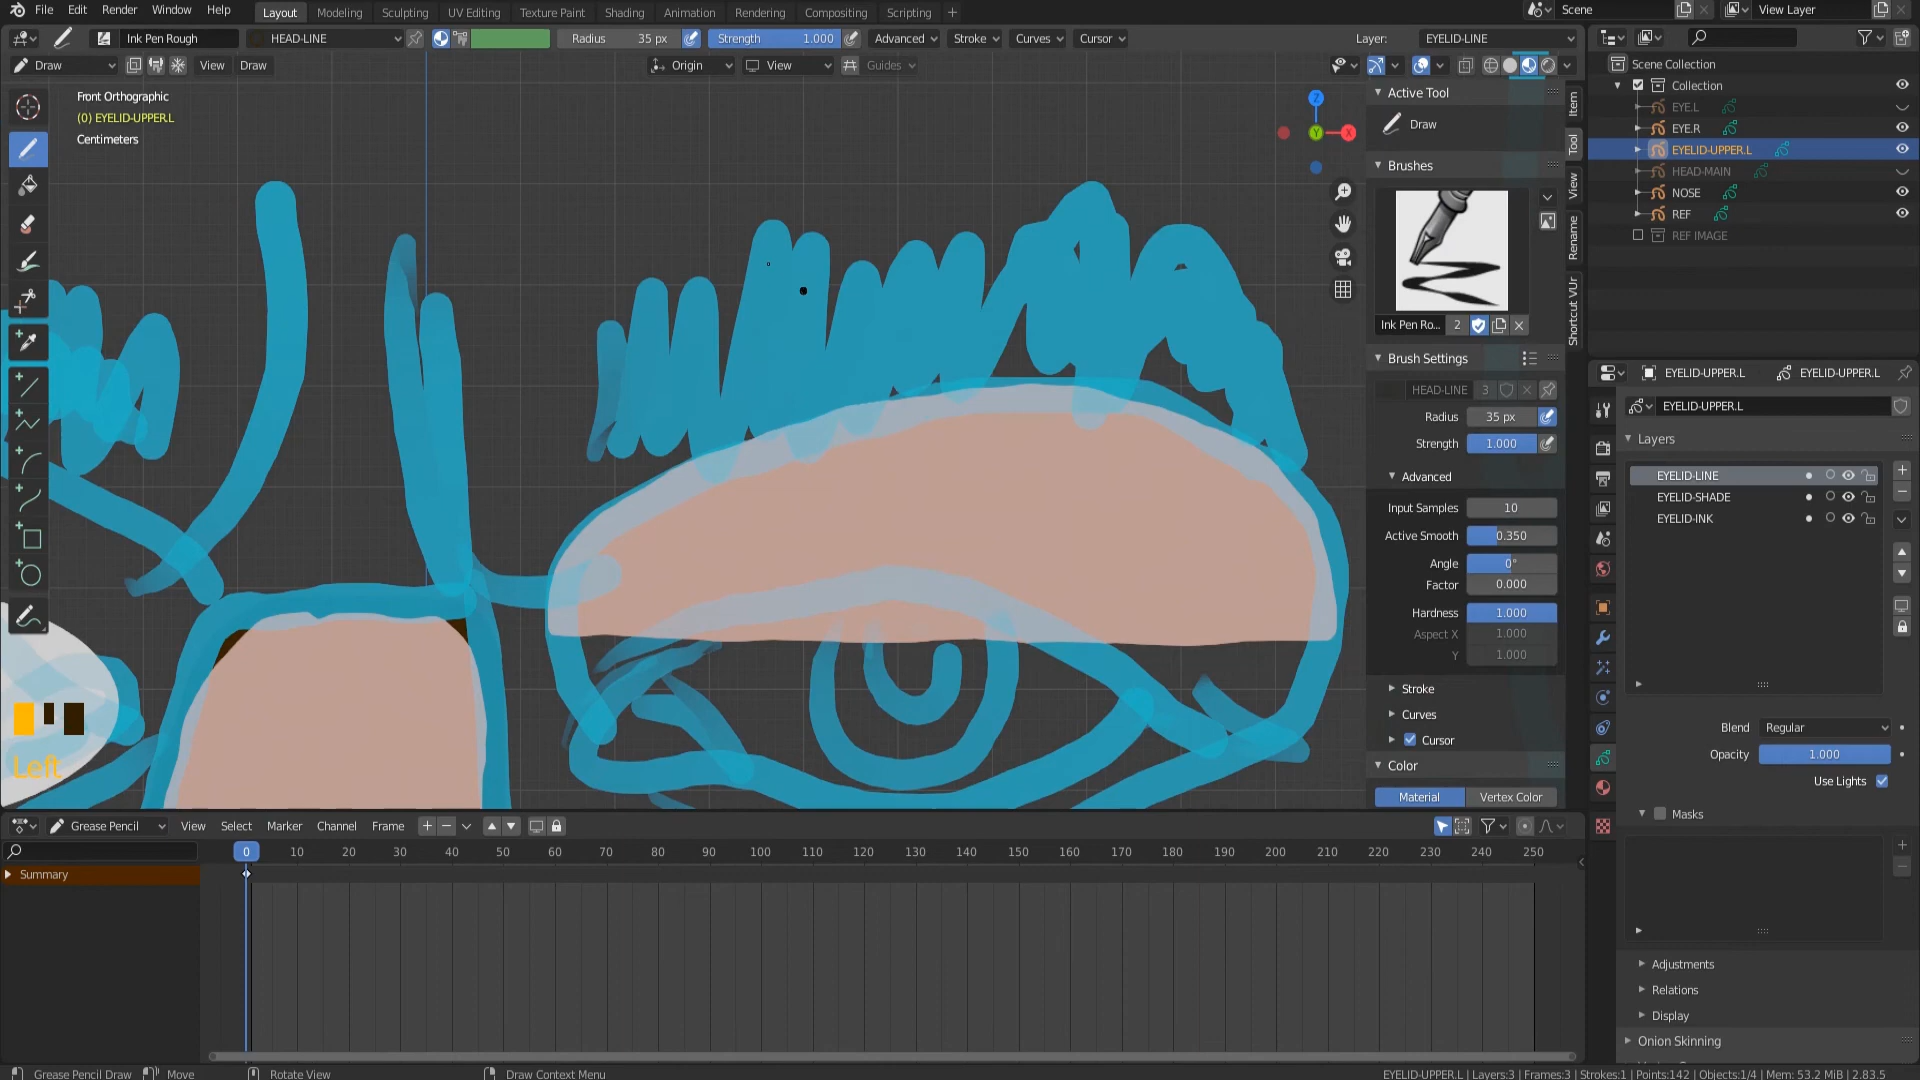 File Edit Render Window Help
Layout Modeling Sculpting UV Editing Texture Paint Shading Animation Rendering Compositing Scripting +
Scene View Layer
Ink Pen Rough HEAD-LINE Radius 35 px Strength 1.000 Advanced Stroke Curves Cursor Layer: EYELID-LINE
Draw View Draw Origin View Guides
Front Orthographic
(0) EYELID-UPPER.L
Centimeters
Z
Y
X
Left
Active Tool
Draw
Brushes
Ink Pen Ro... 2
Brush Settings
HEAD-LINE 3
Radius 35 px
Strength 1.000
Advanced
Input Samples 10
Active Smooth 0.350
Angle 0°
Factor 0.000
Hardness 1.000
Aspect X 1.000
Y 1.000
Stroke
Curves
Cursor
Color
Material Vertex Color
Item
Tool
View
Rename
Shortcut VUr
Scene Collection
Collection
EYE.L
EYE.R
EYELID-UPPER.L
HEAD-MAIN
NOSE
REF
REF IMAGE
EYELID-UPPER.L EYELID-UPPER.L
EYELID-UPPER.L
Layers
EYELID-LINE
EYELID-SHADE
EYELID-INK
Blend Regular
Opacity 1.000
Use Lights
Masks
Adjustments
Relations
Display
Onion Skinning
Grease Pencil View Select Marker Channel Frame
0 10 20 30 40 50 60 70 80 90 100 110 120 130 140 150 160 170 180 190 200 210 220 230 240 250
Summary
Grease Pencil Draw Move Rotate View Draw Context Menu
EYELID-UPPER.L | Layers:3 | Frames:3 | Strokes:1 | Points:142 | Objects:1/4 | Mem: 53.2 MiB | 2.83.5